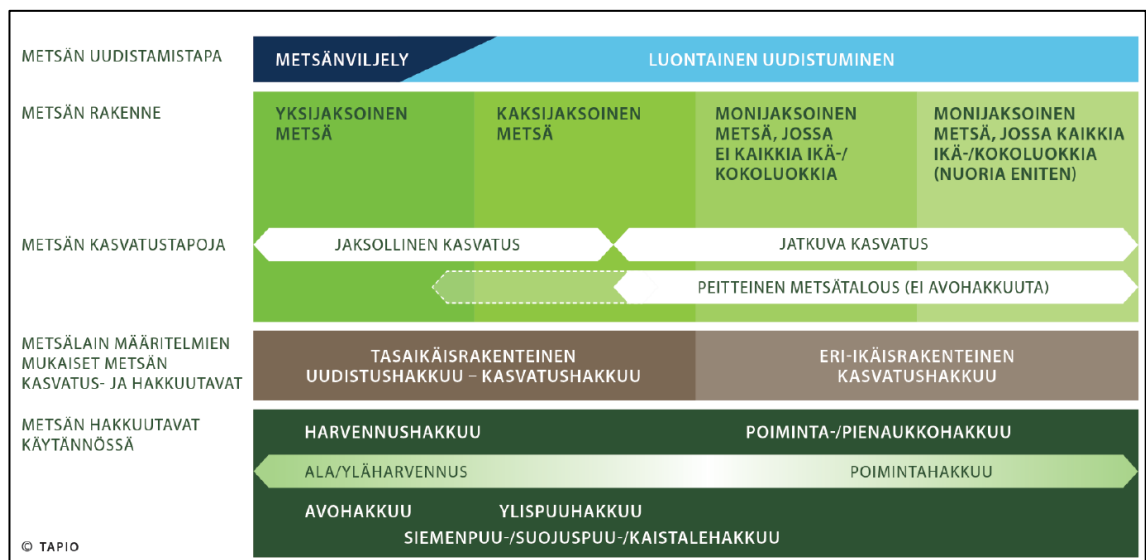 METSÄN UUDISTAMISTAPA
METSÄNVILJELY
LUONTAINEN UUDISTUMINEN
METSÄN RAKENNE
YKSIJAKSOINEN
METSÄ
KAKSIJAKSOINEN
METSÄ
MONIJAKSOINEN
METSÄ, JOSSA
EI KAIKKIA IKÄ-/
KOKOLUOKKIA
MONIJAKSOINEN
METSÄ, JOSSA KAIKKIA
IKÄ-/KOKOLUOKKIA
(NUORIA ENITEN)
METSÄN KASVATUSTAPOJA
JAKSOLLINEN KASVATUS
JATKUVA KASVATUS
PEITTEINEN METSÄTALOUS (EI AVOHAKKUUTA)
METSÄLAIN MÄÄRITELMIEN
MUKAISET METSÄN
KASVATUS- JA HAKKUUTAVAT
TASAIKÄISRAKENTEINEN
UUDISTUSHAKKUU – KASVATUSHAKKUU
ERI-IKÄISRAKENTEINEN
KASVATUSHAKKUU
METSÄN HAKKUUTAVAT
KÄYTÄNNÖSSÄ
HARVENNUSHAKKUU
POIMINTA-/PIENAUKKOHAKKUU
ALA/YLÄHARVENNUS
POIMINTAHAKKUU
AVOHAKKUU
YLISPUUHAKKUU
SIEMENPUU-/SUOJUSPUU-/KAISTALEHAKKUU
© TAPIO